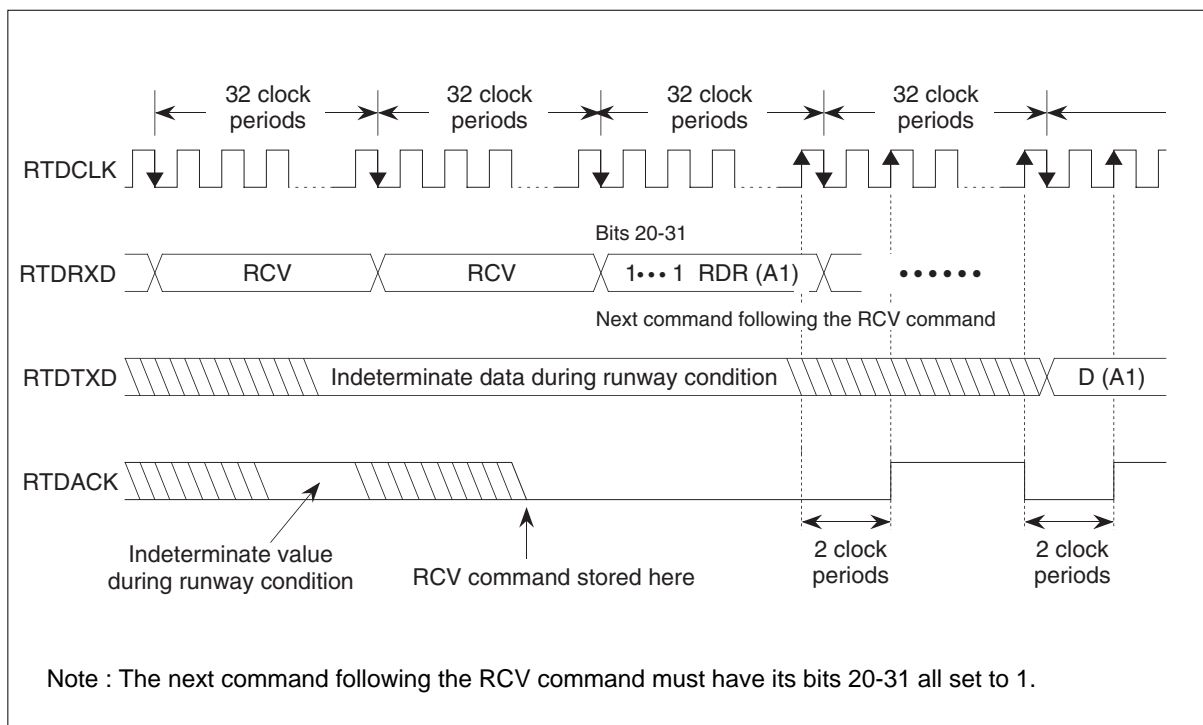 32 clock
periods
32 clock
periods
32 clock
periods
32 clock
periods
RTDCLK
Bits 20-31
RTDRXD
RCV
RCV
1••• 1 RDR (A1)
••••••
Next command following the RCV command
RTDTXD
Indeterminate data during runway condition
D (A1)
RTDACK
Indeterminate value
during runway condition
RCV command stored here
2 clock
periods
2 clock
periods
Note : The next command following the RCV command must have its bits 20-31 all set to 1.